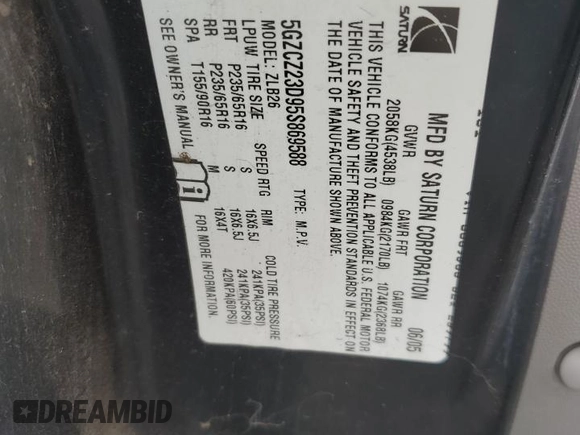 SATURN
MFD BY SATURN CORPORATION 06/05
GVWR GAWR FRT GAWR RR
2058KG(4538LB) 0984KG(2170LB) 1074KG(2368LB)
THIS VEHICLE CONFORMS TO ALL APPLICABLE U.S. FEDERAL MOTOR
VEHICLE SAFETY AND THEFT PREVENTION STANDARDS IN EFFECT ON
THE DATE OF MANUFACTURE SHOWN ABOVE.
5GZCZ23D95S869588 TYPE: M.P.V.
MODEL: ZLB26
LPUW TIRE SIZE SPEED RTG RIM COLD TIRE PRESSURE
FRT P235/65R16 S 16X6.5J 241KPA(35PSI)
RR P235/65R16 S 16X6.5J 241KPA(35PSI)
SPA T155/90R16 M 16X4T 420KPA(60PSI)
SEE OWNER'S MANUAL
i
DREAMBID